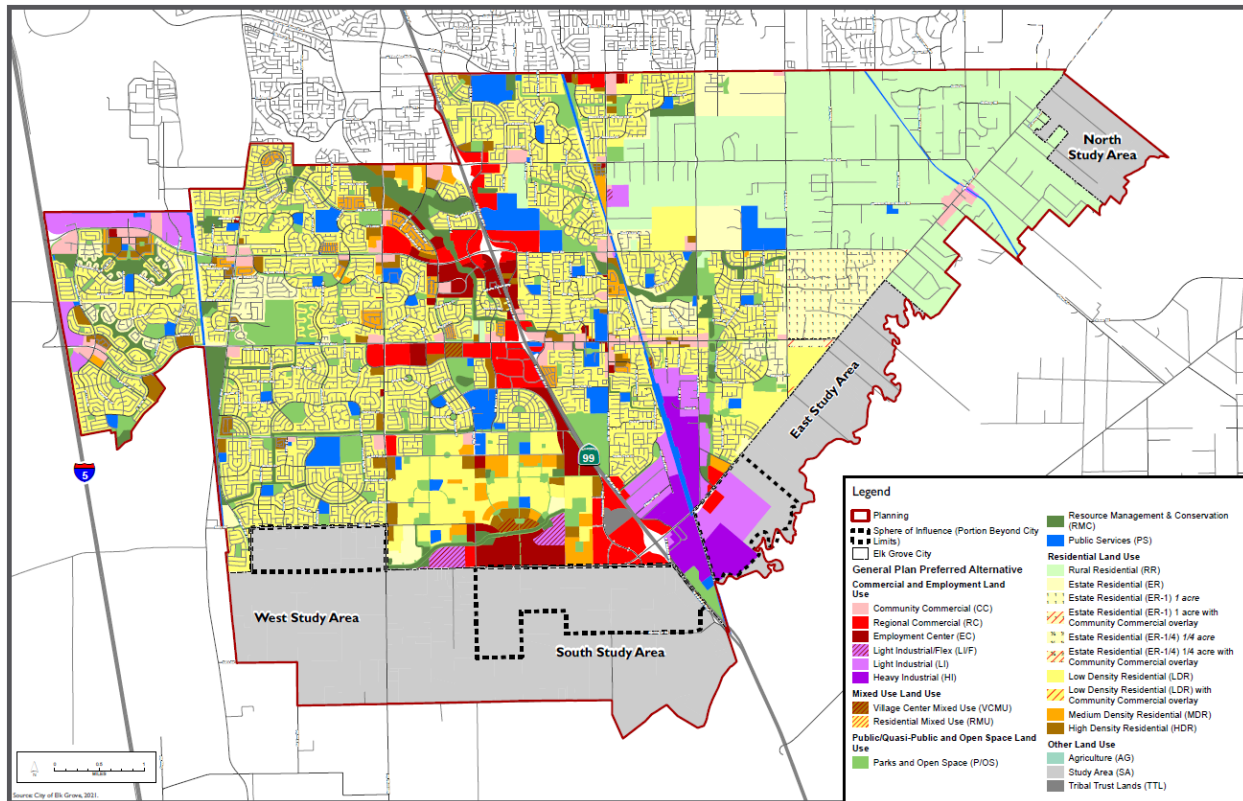 North
Study Area
East Study Area
99
5
West Study Area
South Study Area
N
0 0.5 1
MILES
Source: City of Elk Grove, 2021.
Legend
Planning
Sphere of Influence (Portion Beyond City
Limits)
Elk Grove City
General Plan Preferred Alternative
Commercial and Employment Land
Use
Community Commercial (CC)
Regional Commercial (RC)
Employment Center (EC)
Light Industrial/Flex (LI/F)
Light Industrial (LI)
Heavy Industrial (HI)
Mixed Use Land Use
Village Center Mixed Use (VCMU)
Residential Mixed Use (RMU)
Public/Quasi-Public and Open Space Land
Use
Parks and Open Space (P/OS)
Resource Management & Conservation
(RMC)
Public Services (PS)
Residential Land Use
Rural Residential (RR)
Estate Residential (ER)
Estate Residential (ER-1) 1 acre
Estate Residential (ER-1) 1 acre with
Community Commercial overlay
Estate Residential (ER-1/4) 1/4 acre
Estate Residential (ER-1/4) 1/4 acre with
Community Commercial overlay
Low Density Residential (LDR)
Low Density Residential (LDR) with
Community Commercial overlay
Medium Density Residential (MDR)
High Density Residential (HDR)
Other Land Use
Agriculture (AG)
Study Area (SA)
Tribal Trust Lands (TTL)